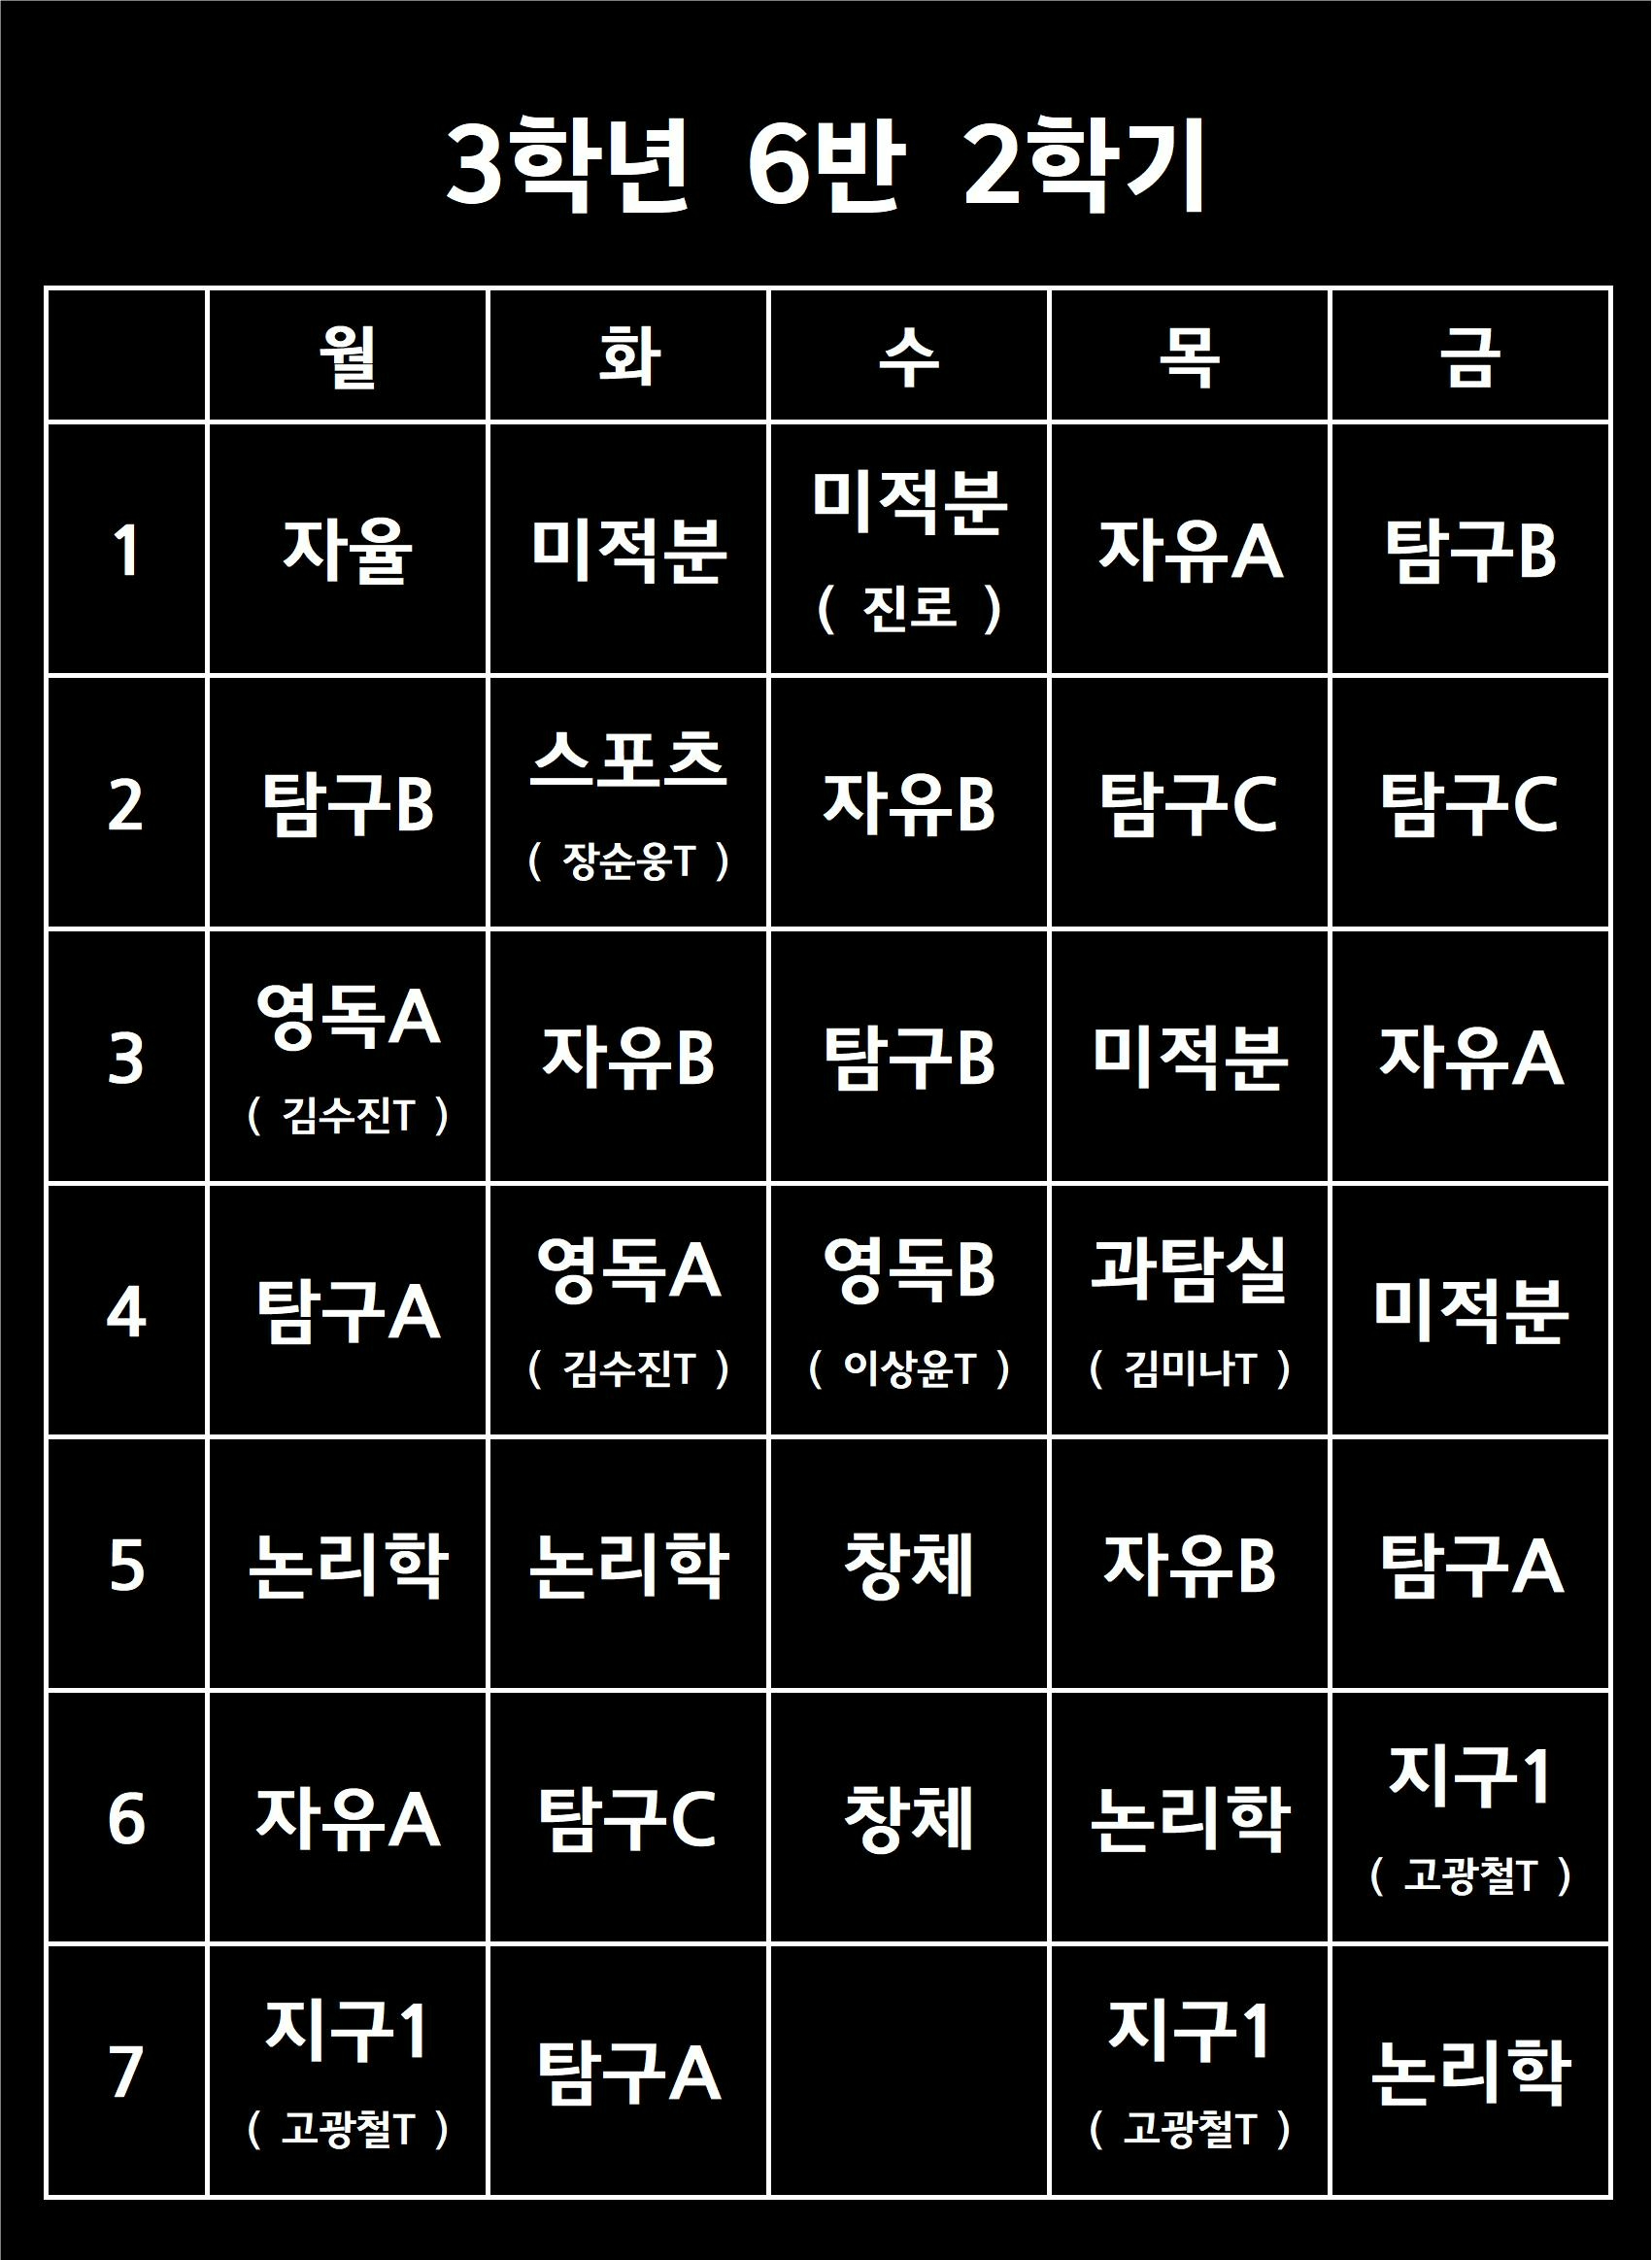 3학년 6반 2학기
월 화 수 목 금
1 자율 미적분 미적분 ( 진로 ) 자유A 탐구B
2 탐구B 스포츠 ( 장순웅T ) 자유B 탐구C 탐구C
3 영독A ( 김수진T ) 자유B 탐구B 미적분 자유A
4 탐구A 영독A ( 김수진T ) 영독B ( 이상윤T ) 과탐실 ( 김미나T ) 미적분
5 논리학 논리학 창체 자유B 탐구A
6 자유A 탐구C 창체 논리학 지구1 ( 고광철T )
7 지구1 ( 고광철T ) 탐구A 지구1 ( 고광철T ) 논리학